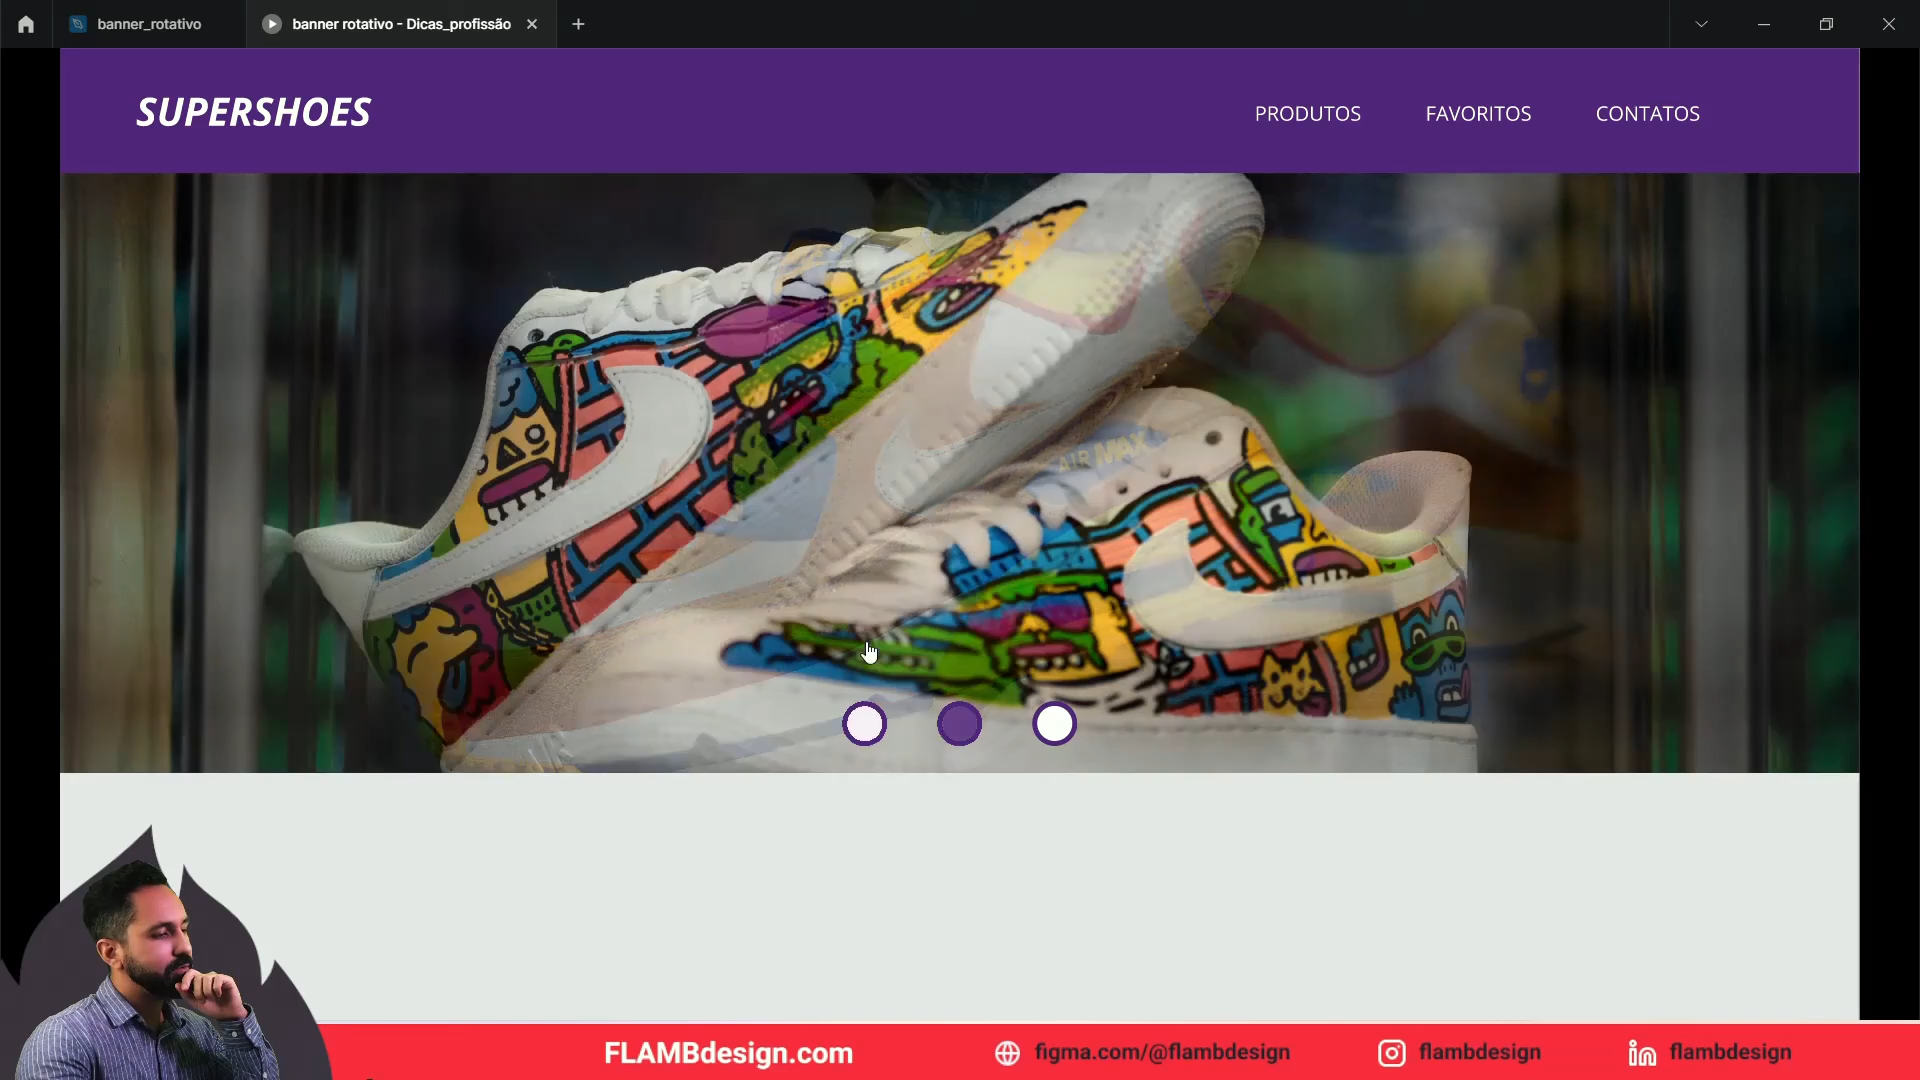 banner_rotativo
banner rotativo - Dicas_profissão
SUPERSHOES
PRODUTOS
FAVORITOS
CONTATOS
AIR MAX
FLAMBdesign.com
figma.com/@flambdesign
flambdesign
flambdesign